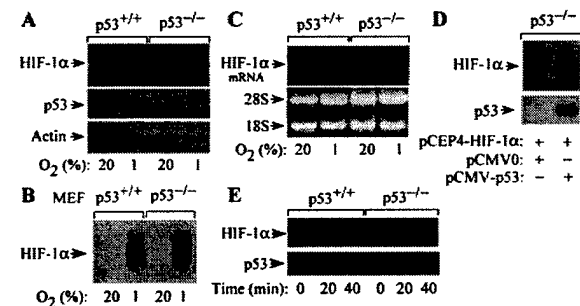 A p53+/+ p53−/−
HIF-1α
p53
Actin
O2 (%): 20 1 20 1
B MEF p53+/+ p53−/−
HIF-1α
O2 (%): 20 1 20 1
C p53+/+ p53−/−
HIF-1α
mRNA
28S
18S
O2 (%): 20 1 20 1
D p53−/−
HIF-1α
p53
pCEP4-HIF-1α: + +
pCMV0: + −
pCMV-p53: − +
E p53+/+ p53−/−
HIF-1α
p53
Time (min): 0 20 40 0 20 40